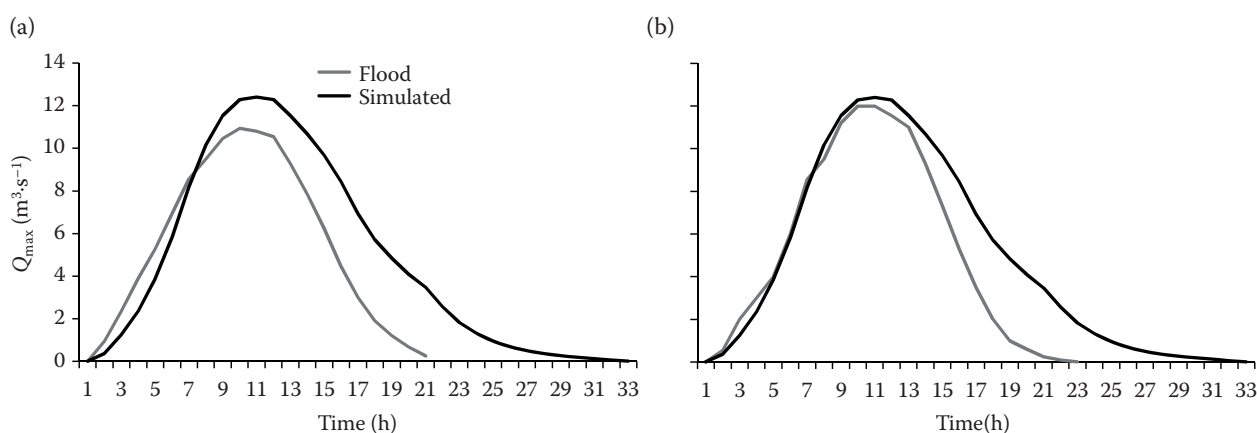 (a)
14
12
10
8
6
4
2
0
Qmax (m³·s⁻¹)
Flood
Simulated
1 3 5 7 9 11 13 15 17 19 21 23 25 27 29 31 33
Time (h)
(b)
1 3 5 7 9 11 13 15 17 19 21 23 25 27 29 31 33
Time(h)